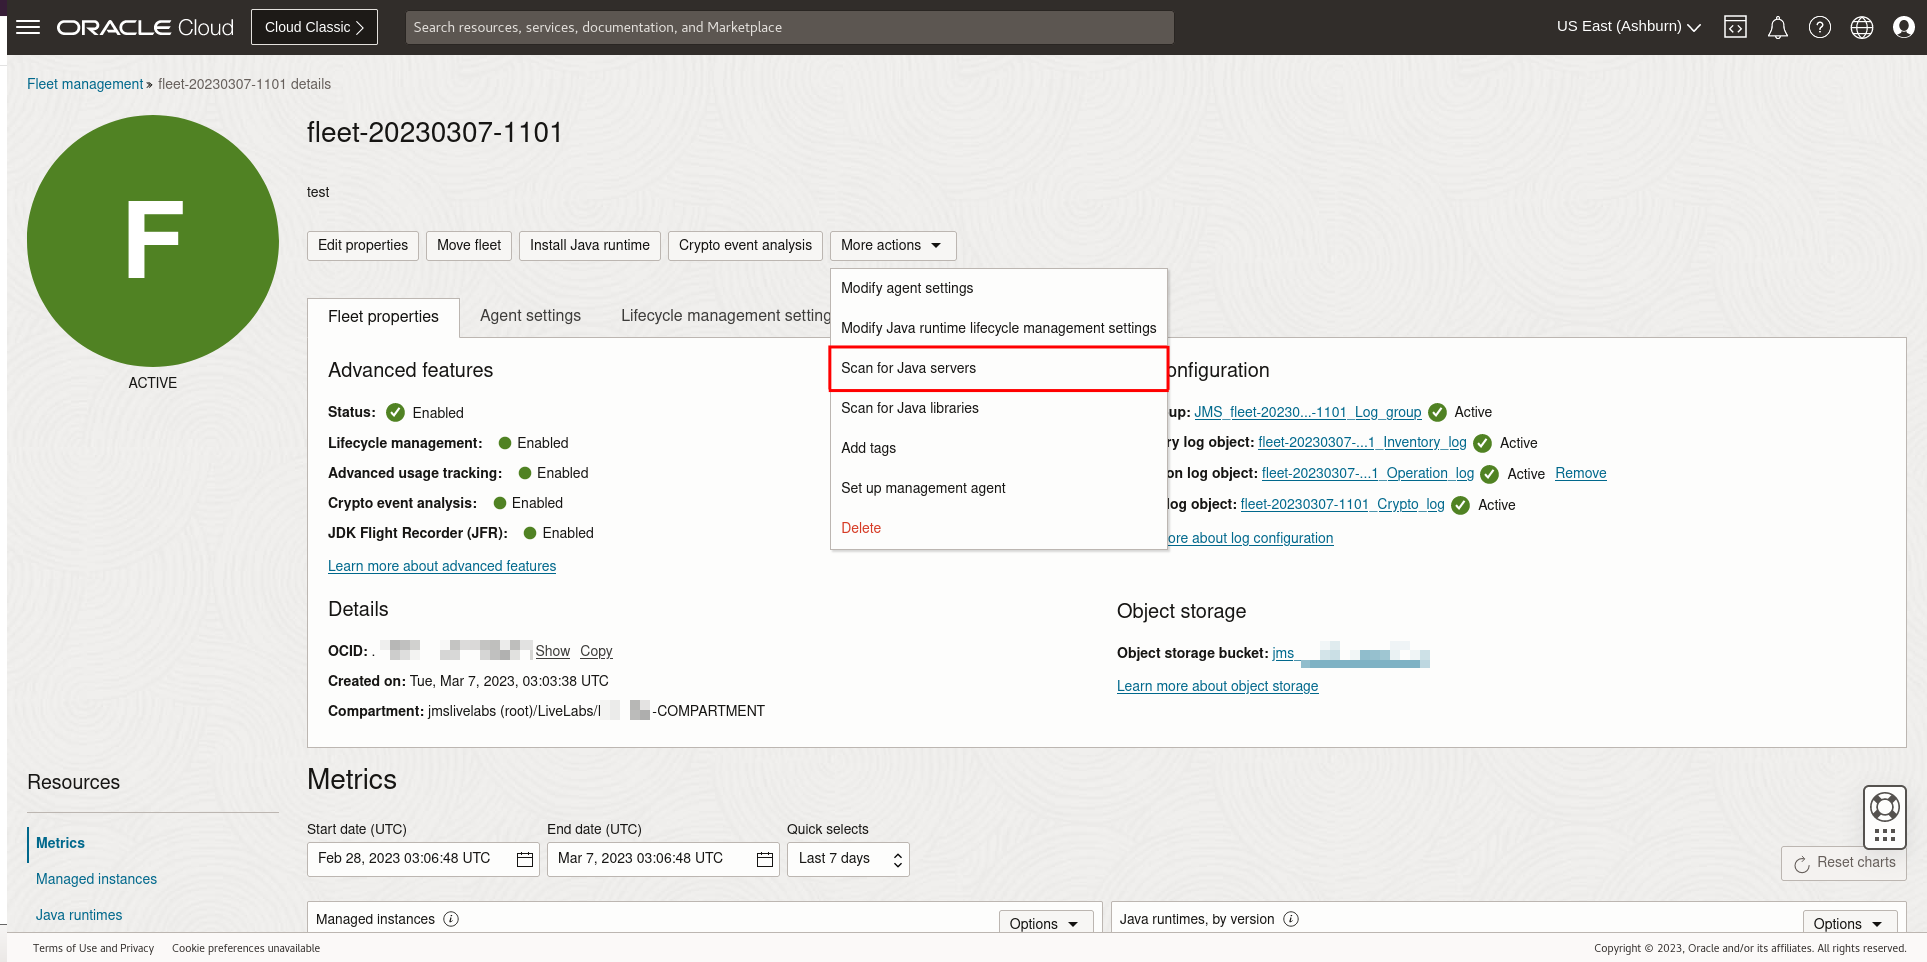 ORACLE Cloud
Cloud Classic
Search resources, services, documentation, and Marketplace
US East (Ashburn)
Fleet management » fleet-20230307-1101 details
F
ACTIVE
fleet-20230307-1101
test
Edit properties
Move fleet
Install Java runtime
Crypto event analysis
More actions
Modify agent settings
Modify Java runtime lifecycle management settings
Scan for Java servers
Scan for Java libraries
Add tags
Set up management agent
Delete
Fleet properties
Agent settings
Lifecycle management setting
Advanced features
Status: Enabled
Lifecycle management: Enabled
Advanced usage tracking: Enabled
Crypto event analysis: Enabled
JDK Flight Recorder (JFR): Enabled
Learn more about advanced features
onfiguration
up: JMS_fleet-20230...-1101_Log_group Active
ry log object: fleet-20230307-...1_Inventory_log Active
on log object: fleet-20230307-...1_Operation_log Active Remove
log object: fleet-20230307-1101_Crypto_log Active
ore about log configuration
Details
OCID: . Show Copy
Created on: Tue, Mar 7, 2023, 03:03:38 UTC
Compartment: jmslivelabs (root)/LiveLabs/ -COMPARTMENT
Object storage
Object storage bucket: jms_
Learn more about object storage
Resources
Metrics
Managed instances
Java runtimes
Metrics
Start date (UTC)
Feb 28, 2023 03:06:48 UTC
End date (UTC)
Mar 7, 2023 03:06:48 UTC
Quick selects
Last 7 days
Reset charts
Managed instances
Options
Java runtimes, by version
Options
Terms of Use and Privacy
Cookie preferences unavailable
Copyright © 2023, Oracle and/or its affiliates. All rights reserved.